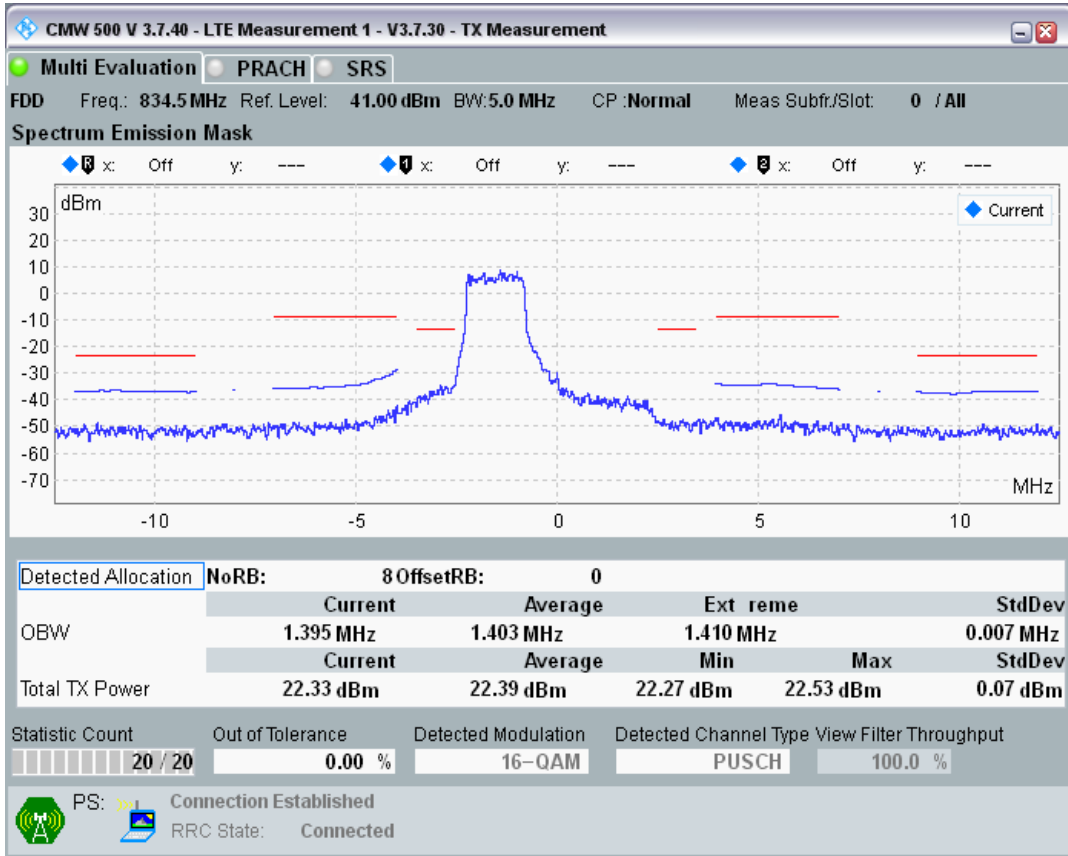 CMW 500 V 3.7.40 - LTE Measurement 1 - V3.7.30 - TX Measurement
Multi Evaluation PRACH SRS
FDD Freq.: 834.5 MHz Ref. Level: 41.00 dBm BW: 5.0 MHz CP :Normal Meas Subfr./Slot: 0 / All
Spectrum Emission Mask
R x: Off y: --- 1 x: Off y: --- 2 x: Off y: ---
dBm
Current
30
20
10
0
-10
-20
-30
-40
-50
-60
-70
MHz
-10 -5 0 5 10
Detected Allocation NoRB: 8 OffsetRB: 0
Current Average Ext reme StdDev
OBW 1.395 MHz 1.403 MHz 1.410 MHz 0.007 MHz
Current Average Min Max StdDev
Total TX Power 22.33 dBm 22.39 dBm 22.27 dBm 22.53 dBm 0.07 dBm
Statistic Count Out of Tolerance Detected Modulation Detected Channel Type View Filter Throughput
20 / 20 0.00 % 16-QAM PUSCH 100.0 %
PS: Connection Established
RRC State: Connected